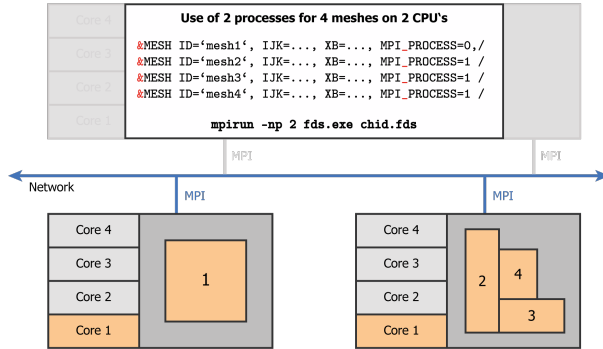 Use of 2 processes for 4 meshes on 2 CPU's
Core 4
&MESH ID=‘mesh1‘, IJK=..., XB=..., MPI_PROCESS=0,/
Core 3
&MESH ID=‘mesh2‘, IJK=..., XB=..., MPI_PROCESS=1 /
&MESH ID=‘mesh3‘, IJK=..., XB=..., MPI_PROCESS=1 /
Core 2
&MESH ID=‘mesh4‘, IJK=..., XB=..., MPI_PROCESS=1 /
Core 1
mpirun -np 2 fds.exe chid.fds
MPI
MPI
Network
MPI
MPI
Core 4
Core 3
Core 2
Core 1
1
Core 4
Core 3
Core 2
Core 1
2
4
3